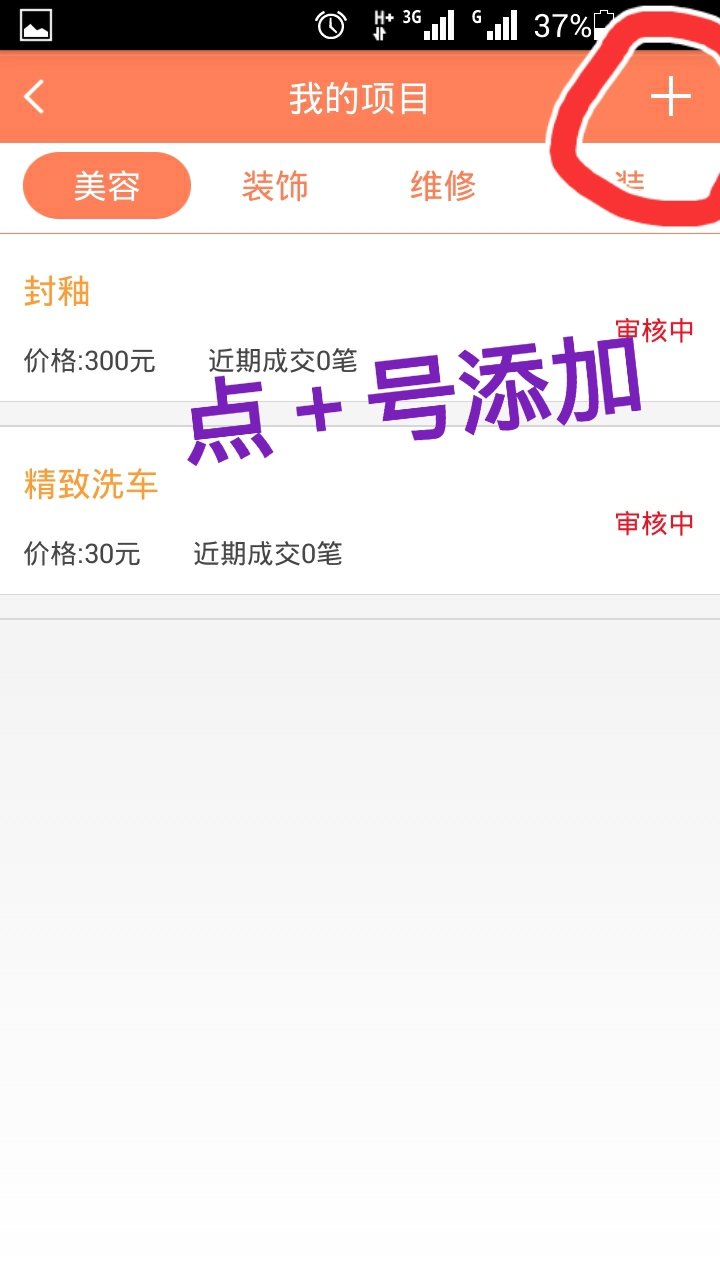 H+ 3G G 37%
我的项目 +
美容 装饰 维修
封釉
审核中
价格:300元 近期成交0笔
点+号添加
精致洗车
审核中
价格:30元 近期成交0笔